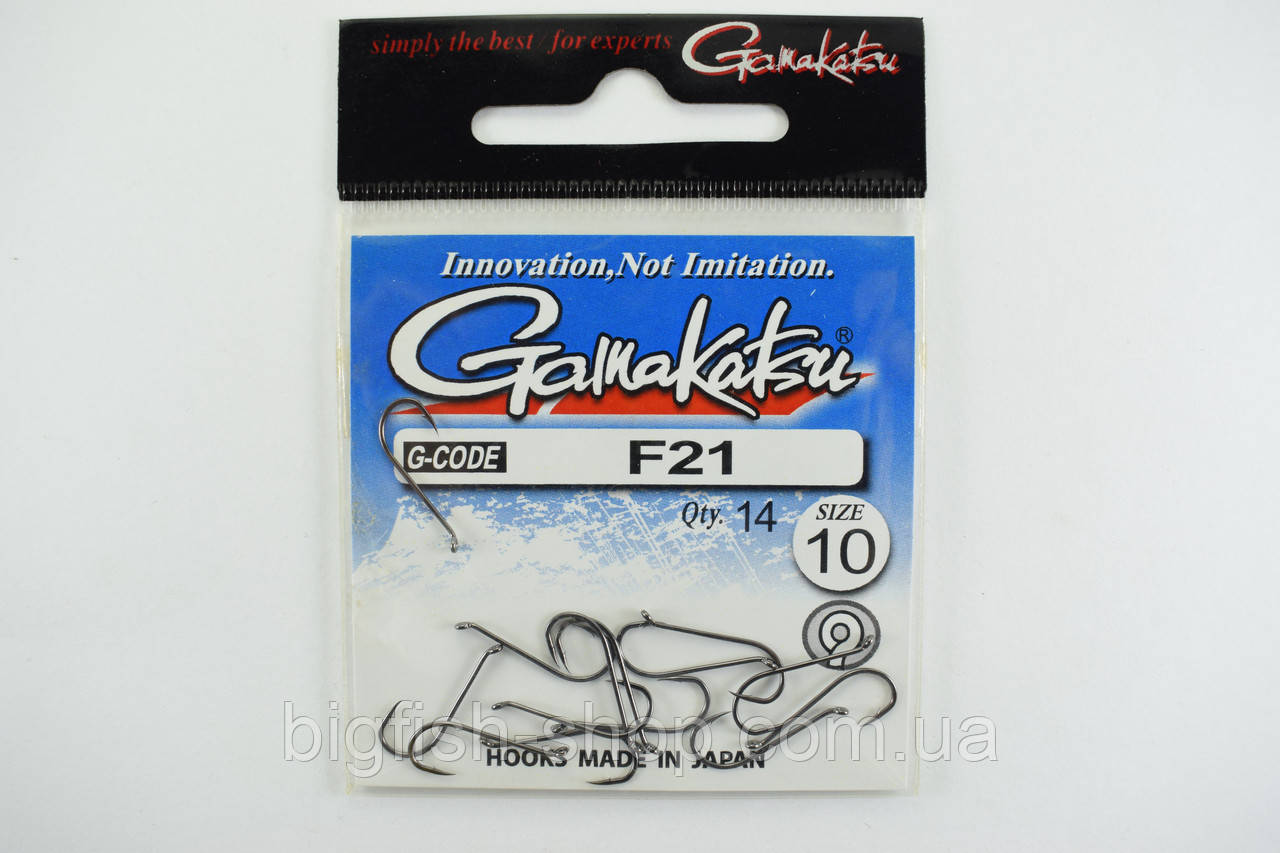 simply the best / for experts Gamakatsu
Innovation, Not Imitation.
Gamakatsu®
G-CODE F21
Qty. 14 SIZE
10
bigfish-shop.com.ua
HOOKS MADE IN JAPAN